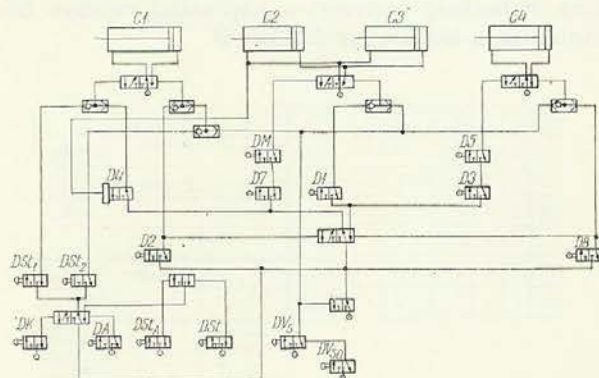 C1 C2 C3 C4
DM D5
D4 D7 D1 D3
DSt1 DSt2 D2 D8
DK DA DStA DSt DV5 DV50